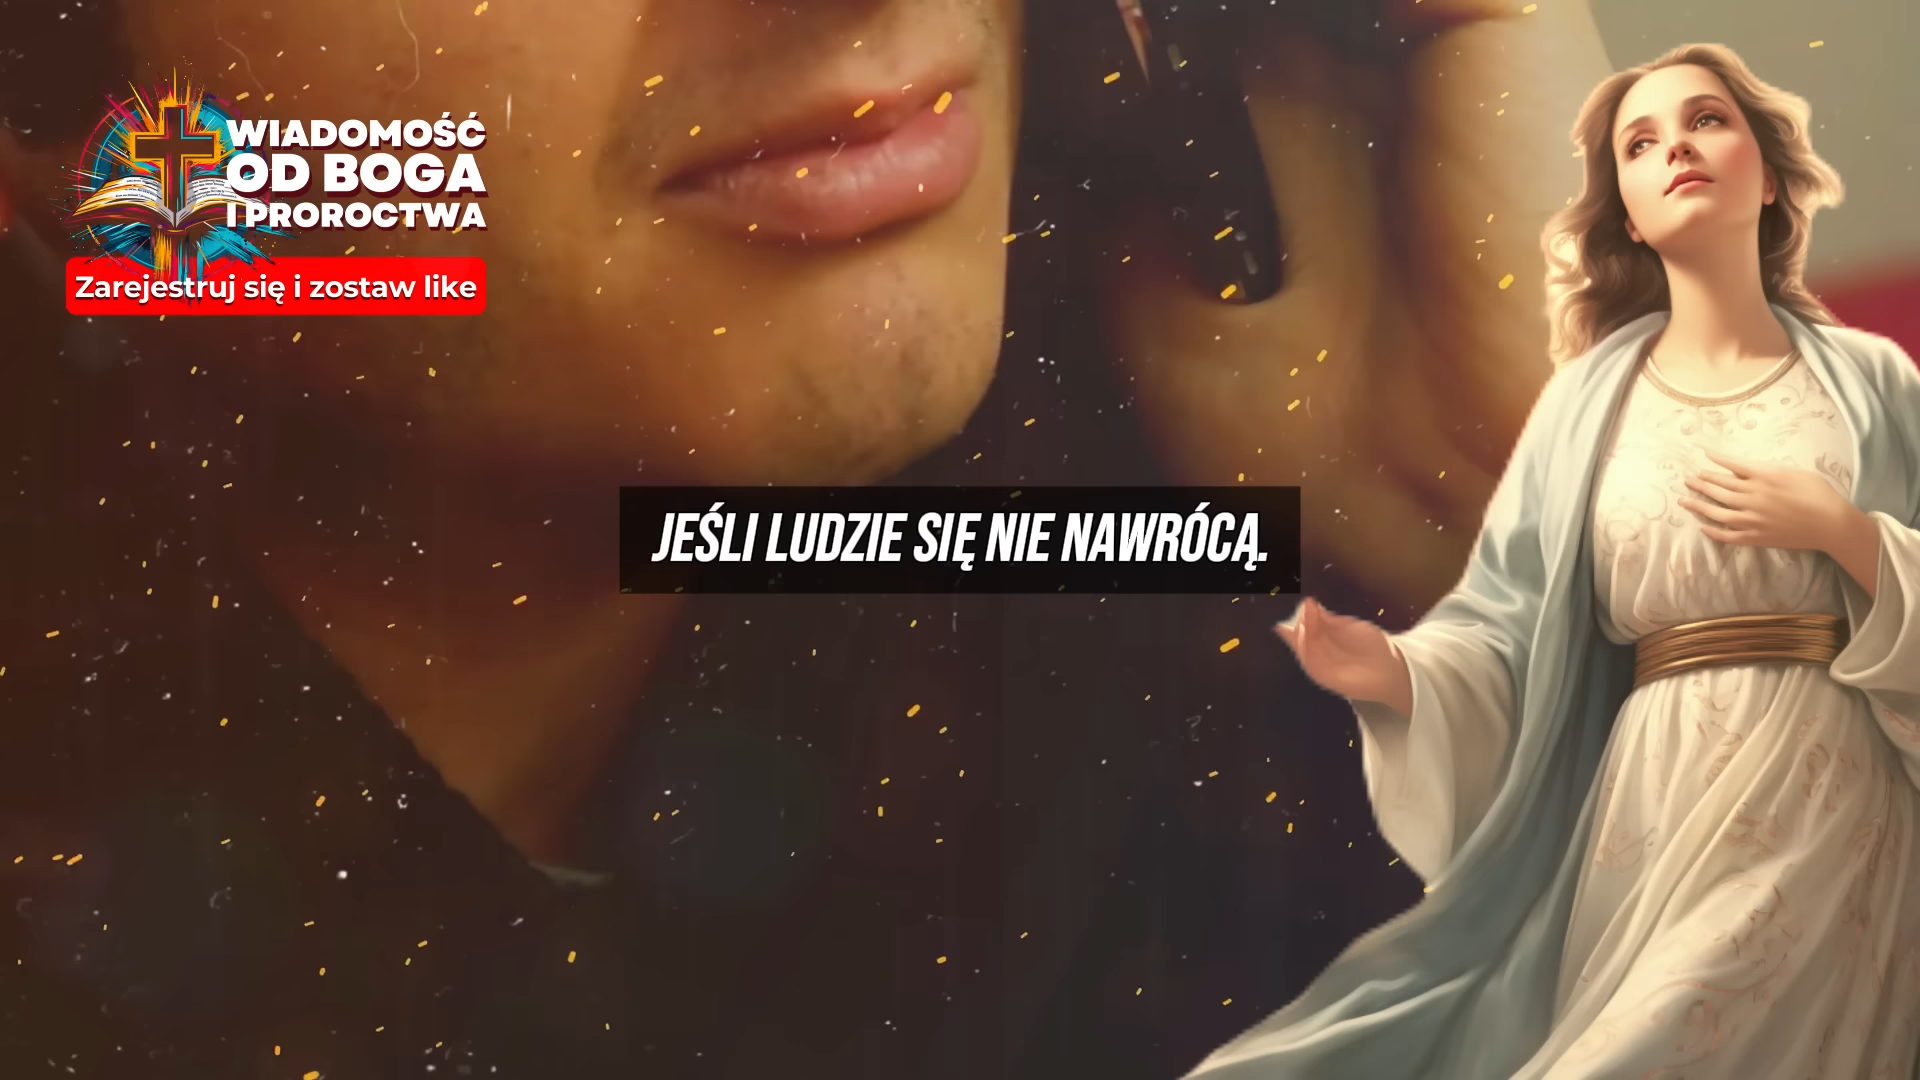 WIADOMOŚĆ
OD BOGA
I PROROCTWA
Zarejestruj się i zostaw like
JEŚLI LUDZIE SIĘ NIE NAWRÓCĄ.